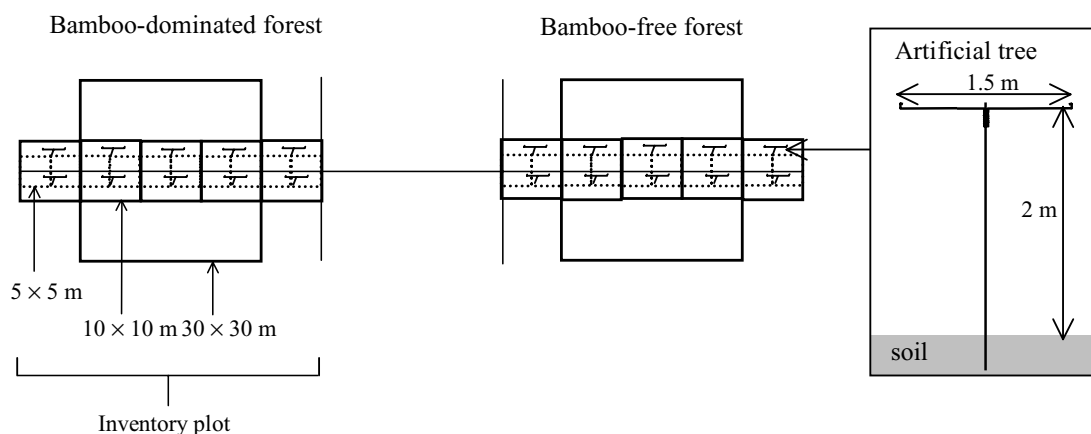 Bamboo-dominated forest
Bamboo-free forest
Artificial tree
1.5 m
2 m
5 × 5 m
10 × 10 m 30 × 30 m
soil
Inventory plot